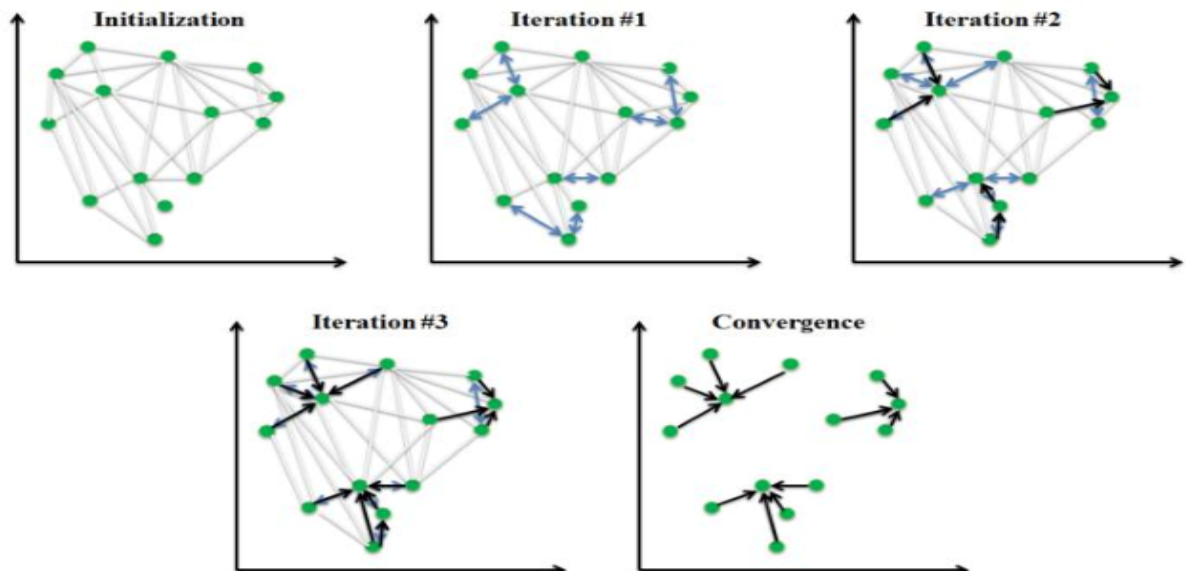 Initialization
Iteration #1
Iteration #2
Iteration #3
Convergence